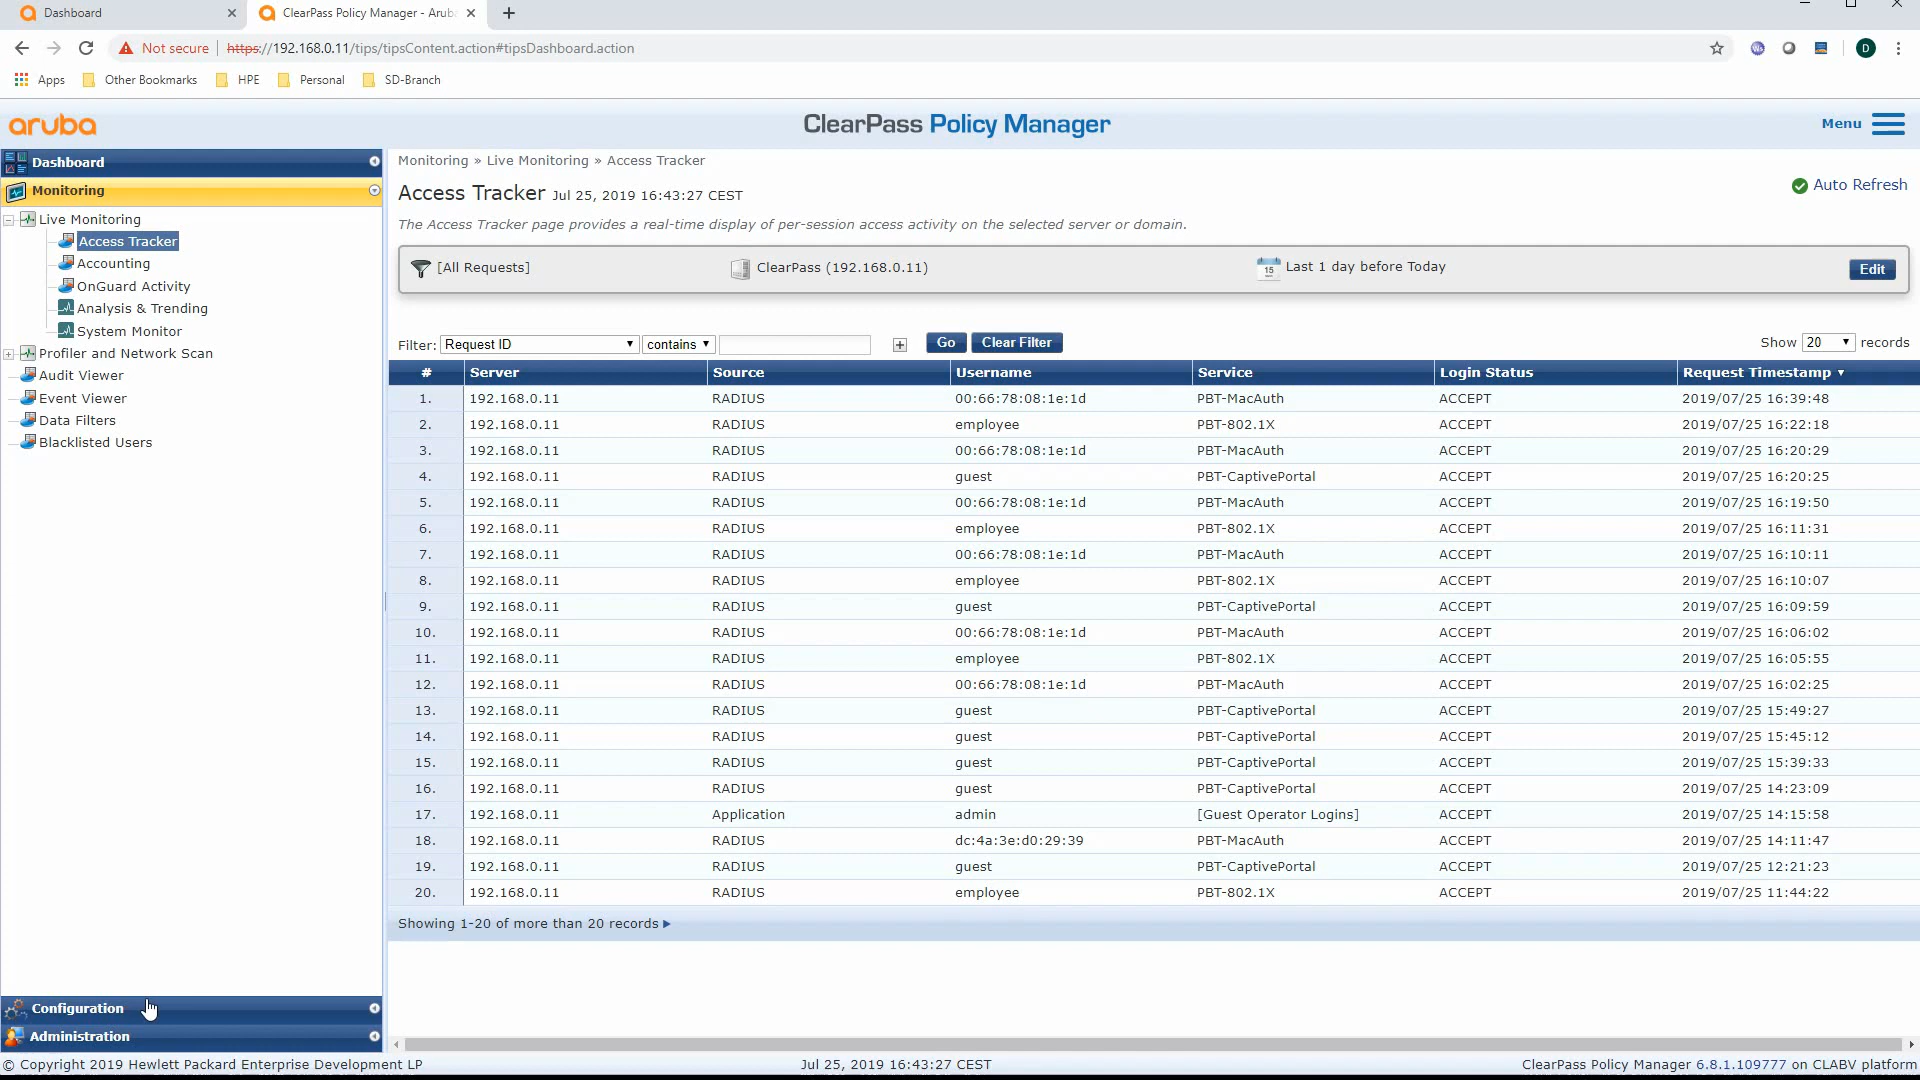 Dashboard
ClearPass Policy Manager - Arub
Not secure https://192.168.0.11/tips/tipsContent.action#tipsDashboard.action
D
Apps Other Bookmarks HPE Personal SD-Branch
aruba
ClearPass Policy Manager
Menu
Dashboard
Monitoring
Live Monitoring
Access Tracker
Accounting
OnGuard Activity
Analysis & Trending
System Monitor
Profiler and Network Scan
Audit Viewer
Event Viewer
Data Filters
Blacklisted Users
Configuration
Administration
Monitoring » Live Monitoring » Access Tracker
Access Tracker Jul 25, 2019 16:43:27 CEST
Auto Refresh
The Access Tracker page provides a real-time display of per-session access activity on the selected server or domain.
[All Requests] ClearPass (192.168.0.11) 15 Last 1 day before Today Edit
Filter: Request ID contains Go Clear Filter Show 20 records
# Server Source Username Service Login Status Request Timestamp
1. 192.168.0.11 RADIUS 00:66:78:08:1e:1d PBT-MacAuth ACCEPT 2019/07/25 16:39:48
2. 192.168.0.11 RADIUS employee PBT-802.1X ACCEPT 2019/07/25 16:22:18
3. 192.168.0.11 RADIUS 00:66:78:08:1e:1d PBT-MacAuth ACCEPT 2019/07/25 16:20:29
4. 192.168.0.11 RADIUS guest PBT-CaptivePortal ACCEPT 2019/07/25 16:20:25
5. 192.168.0.11 RADIUS 00:66:78:08:1e:1d PBT-MacAuth ACCEPT 2019/07/25 16:19:50
6. 192.168.0.11 RADIUS employee PBT-802.1X ACCEPT 2019/07/25 16:11:31
7. 192.168.0.11 RADIUS 00:66:78:08:1e:1d PBT-MacAuth ACCEPT 2019/07/25 16:10:11
8. 192.168.0.11 RADIUS employee PBT-802.1X ACCEPT 2019/07/25 16:10:07
9. 192.168.0.11 RADIUS guest PBT-CaptivePortal ACCEPT 2019/07/25 16:09:59
10. 192.168.0.11 RADIUS 00:66:78:08:1e:1d PBT-MacAuth ACCEPT 2019/07/25 16:06:02
11. 192.168.0.11 RADIUS employee PBT-802.1X ACCEPT 2019/07/25 16:05:55
12. 192.168.0.11 RADIUS 00:66:78:08:1e:1d PBT-MacAuth ACCEPT 2019/07/25 16:02:25
13. 192.168.0.11 RADIUS guest PBT-CaptivePortal ACCEPT 2019/07/25 15:49:27
14. 192.168.0.11 RADIUS guest PBT-CaptivePortal ACCEPT 2019/07/25 15:45:12
15. 192.168.0.11 RADIUS guest PBT-CaptivePortal ACCEPT 2019/07/25 15:39:33
16. 192.168.0.11 RADIUS guest PBT-CaptivePortal ACCEPT 2019/07/25 14:23:09
17. 192.168.0.11 Application admin [Guest Operator Logins] ACCEPT 2019/07/25 14:15:58
18. 192.168.0.11 RADIUS dc:4a:3e:d0:29:39 PBT-MacAuth ACCEPT 2019/07/25 14:11:47
19. 192.168.0.11 RADIUS guest PBT-CaptivePortal ACCEPT 2019/07/25 12:21:23
20. 192.168.0.11 RADIUS employee PBT-802.1X ACCEPT 2019/07/25 11:44:22
Showing 1-20 of more than 20 records
© Copyright 2019 Hewlett Packard Enterprise Development LP Jul 25, 2019 16:43:27 CEST ClearPass Policy Manager 6.8.1.109777 on CLABV platform